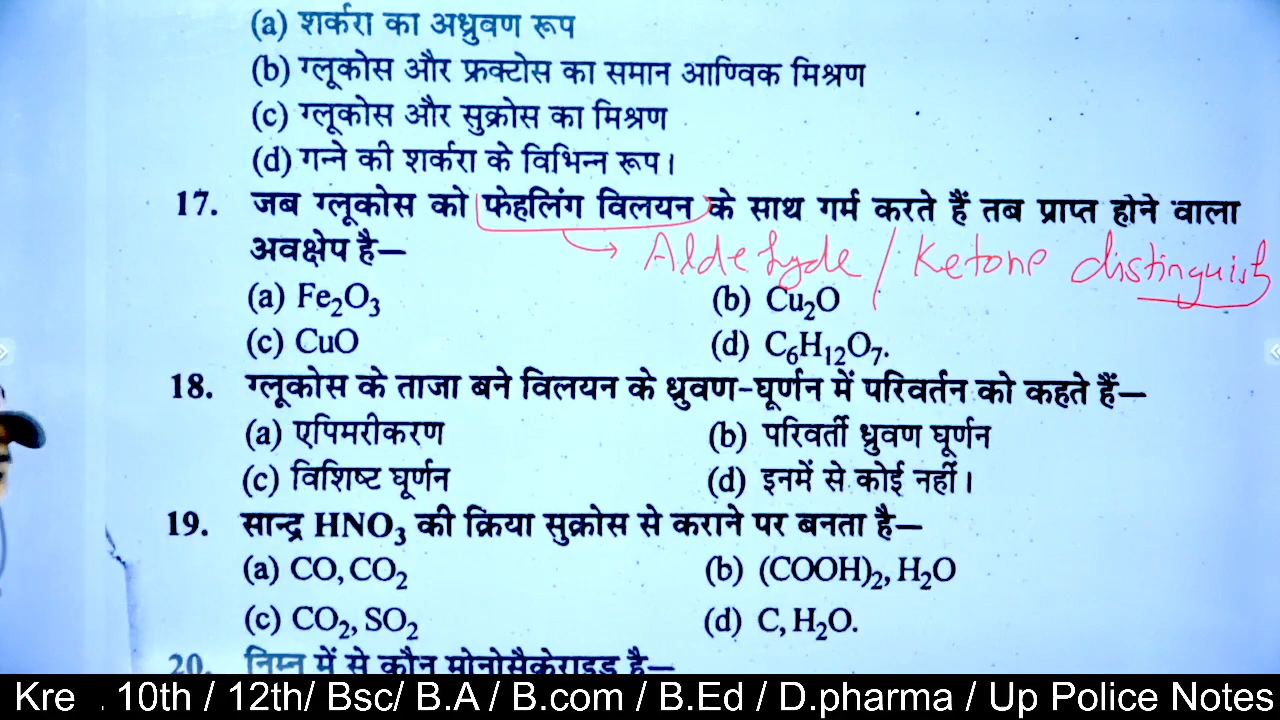 (a) शर्करा का अध्रुवण रूप
(b) ग्लूकोस और फ्रक्टोस का समान आण्विक मिश्रण
(c) ग्लूकोस और सुक्रोस का मिश्रण
(d) गन्ने की शर्करा के विभिन्न रूप।
17. जब ग्लूकोस को फेहलिंग विलयन के साथ गर्म करते हैं तब प्राप्त होने वाला
अवक्षेप है—
Aldehyde / Ketone distinguish
(a) Fe₂O₃ (b) Cu₂O
(c) CuO (d) C₆H₁₂O₇.
18. ग्लूकोस के ताजा बने विलयन के ध्रुवण-घूर्णन में परिवर्तन को कहते हैं—
(a) एपिमरीकरण (b) परिवर्ती ध्रुवण घूर्णन
(c) विशिष्ट घूर्णन (d) इनमें से कोई नहीं।
19. सान्द्र HNO₃ की क्रिया सुक्रोस से कराने पर बनता है—
(a) CO, CO₂ (b) (COOH)₂, H₂O
(c) CO₂, SO₂ (d) C, H₂O.
20. निम्न में से कौन मोनोसैकेराइड है—
Kre . 10th / 12th/ Bsc/ B.A / B.com / B.Ed / D.pharma / Up Police Notes